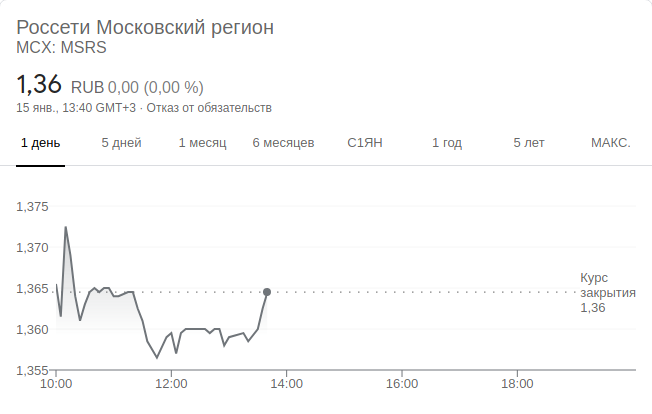 Россети Московский регион
MCX: MSRS
1,36 RUB 0,00 (0,00 %)
15 янв., 13:40 GMT+3 · Отказ от обязательств
1 день 5 дней 1 месяц 6 месяцев С1ЯН 1 год 5 лет МАКС.
1,375
1,370
1,365
1,360
1,355
Курс
закрытия
1,36
10:00 12:00 14:00 16:00 18:00